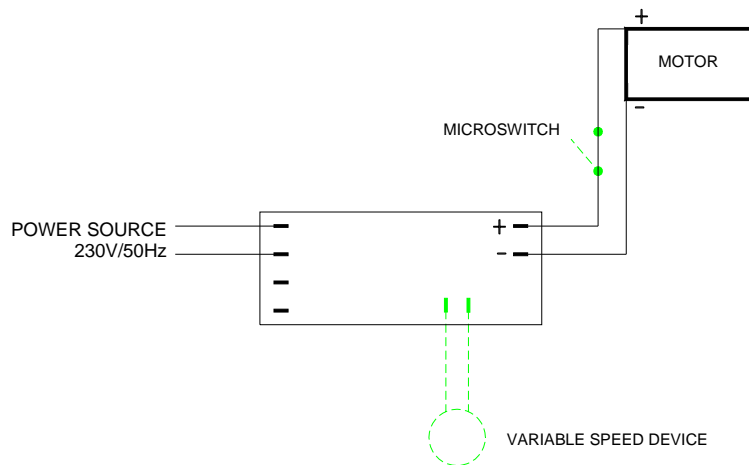 +
MOTOR
-
MICROSWITCH
POWER SOURCE
230V/50Hz
+
-
VARIABLE SPEED DEVICE